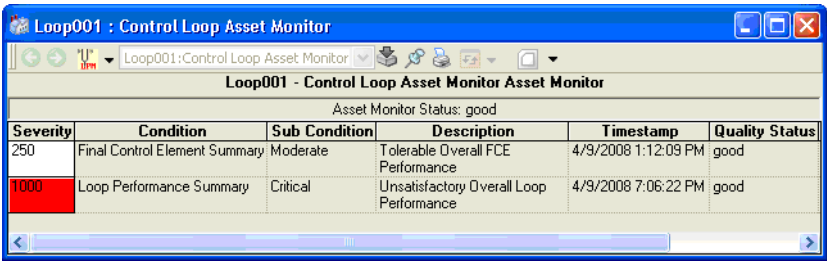 Loop001 : Control Loop Asset Monitor
"U" UPM Loop001:Control Loop Asset Monitor
Loop001 - Control Loop Asset Monitor Asset Monitor
Asset Monitor Status: good
Severity Condition Sub Condition Description Timestamp Quality Status
250 Final Control Element Summary Moderate Tolerable Overall FCE 4/9/2008 1:12:09 PM good
Performance
1000 Loop Performance Summary Critical Unsatisfactory Overall Loop 4/9/2008 7:06:22 PM good
Performance